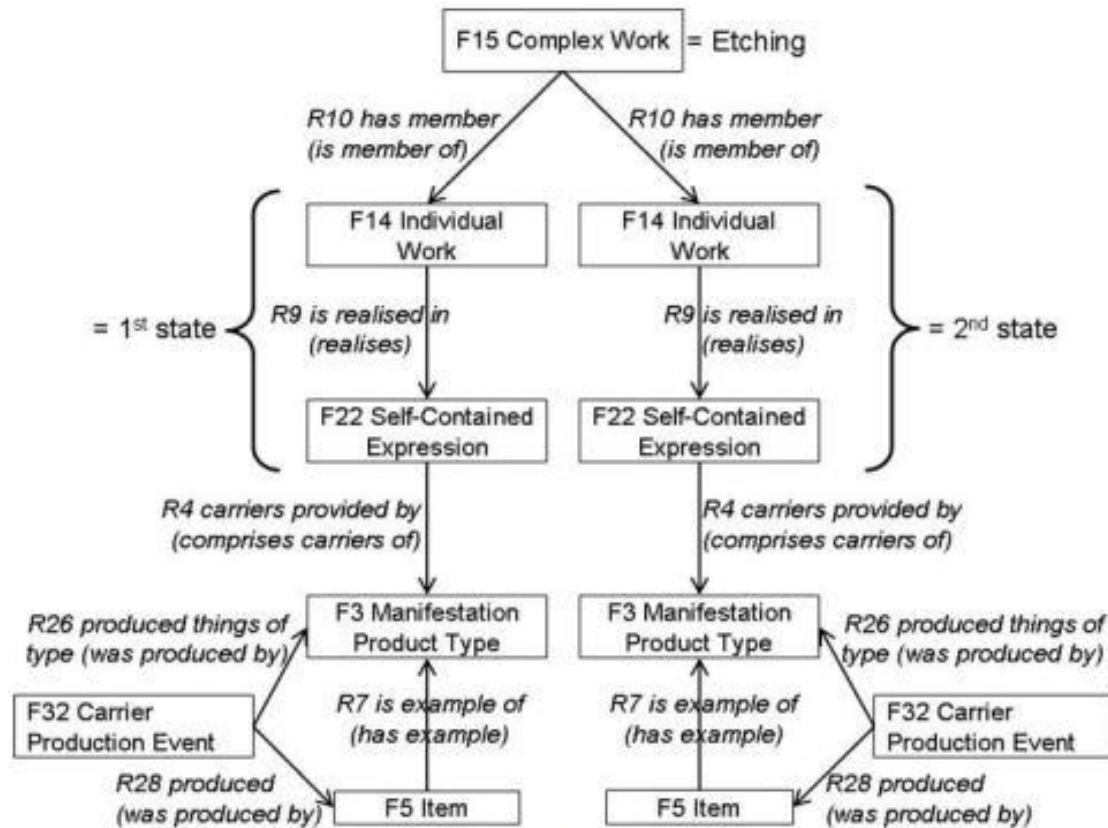 F15 Complex Work = Etching
R10 has member
(is member of)
R10 has member
(is member of)
F14 Individual
Work
F14 Individual
Work
= 1st state
R9 is realised in
(realises)
R9 is realised in
(realises)
= 2nd state
F22 Self-Contained
Expression
F22 Self-Contained
Expression
R4 carriers provided by
(comprises carriers of)
R4 carriers provided by
(comprises carriers of)
F3 Manifestation
Product Type
F3 Manifestation
Product Type
R26 produced things of
type (was produced by)
R26 produced things of
type (was produced by)
F32 Carrier
Production Event
R7 is example of
(has example)
R7 is example of
(has example)
F32 Carrier
Production Event
R28 produced
(was produced by)
F5 Item
F5 Item
R28 produced
(was produced by)